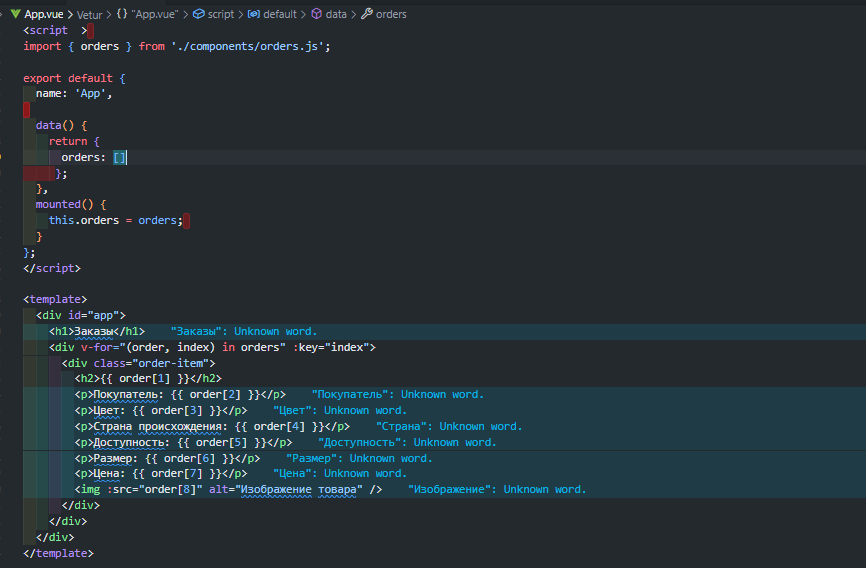 App.vue > Vetur > {} "App.vue" > script > default > data > orders
<script >
import { orders } from './components/orders.js';
export default {
name: 'App',
data() {
return {
orders: []
};
},
mounted() {
this.orders = orders;
}
};
</script>
<template>
<div id="app">
<h1>Заказы</h1> "Заказы": Unknown word.
<div v-for="(order, index) in orders" :key="index">
<div class="order-item">
<h2>{{ order[1] }}</h2>
<p>Покупатель: {{ order[2] }}</p> "Покупатель": Unknown word.
<p>Цвет: {{ order[3] }}</p> "Цвет": Unknown word.
<p>Страна происхождения: {{ order[4] }}</p> "Страна": Unknown word.
<p>Доступность: {{ order[5] }}</p> "Доступность": Unknown word.
<p>Размер: {{ order[6] }}</p> "Размер": Unknown word.
<p>Цена: {{ order[7] }}</p> "Цена": Unknown word.
<img :src="order[8]" alt="Изображение товара" /> "Изображение": Unknown word.
</div>
</div>
</div>
</template>